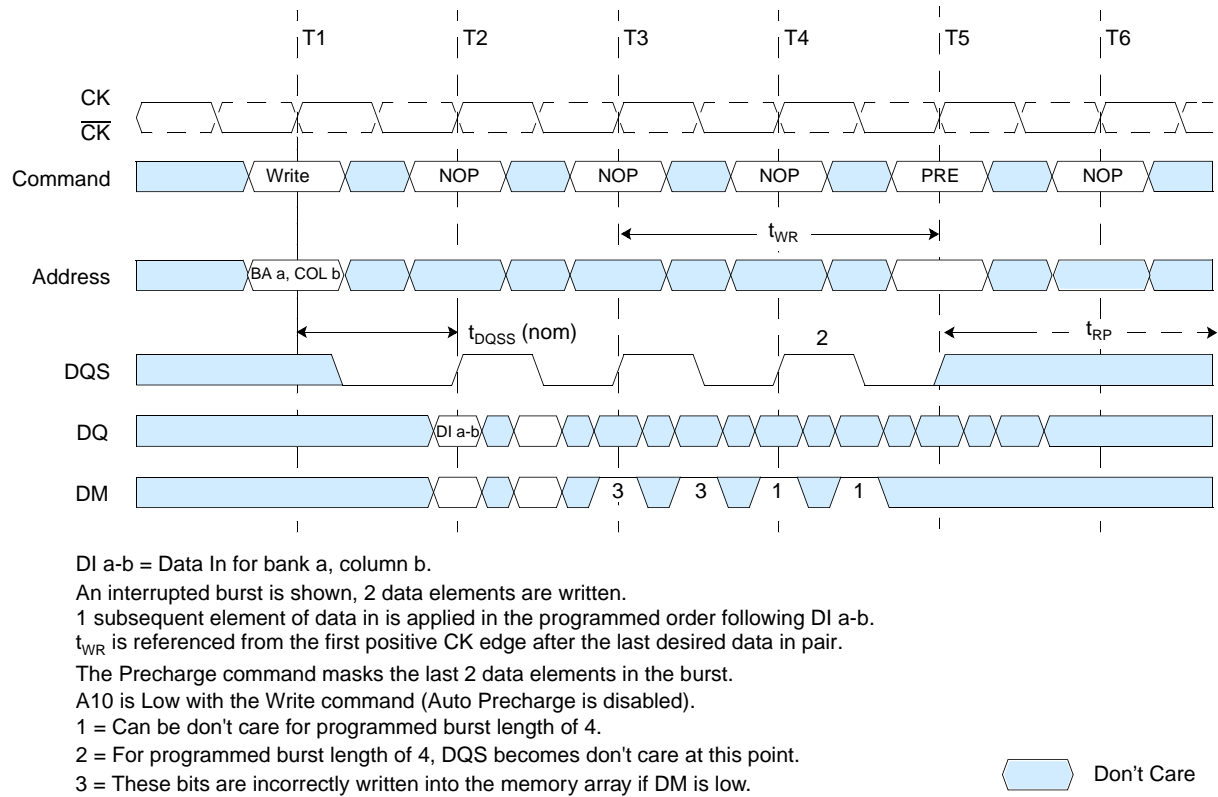 T1 T2 T3 T4 T5 T6
CK
CK
Command Write NOP NOP NOP PRE NOP
tWR
Address BA a, COL b
tDQSS (nom) 2 tRP
DQS
DQ DI a-b
DM 3 3 1 1
DI a-b = Data In for bank a, column b.
An interrupted burst is shown, 2 data elements are written.
1 subsequent element of data in is applied in the programmed order following DI a-b.
tWR is referenced from the first positive CK edge after the last desired data in pair.
The Precharge command masks the last 2 data elements in the burst.
A10 is Low with the Write command (Auto Precharge is disabled).
1 = Can be don't care for programmed burst length of 4.
2 = For programmed burst length of 4, DQS becomes don't care at this point.
3 = These bits are incorrectly written into the memory array if DM is low.
Don't Care